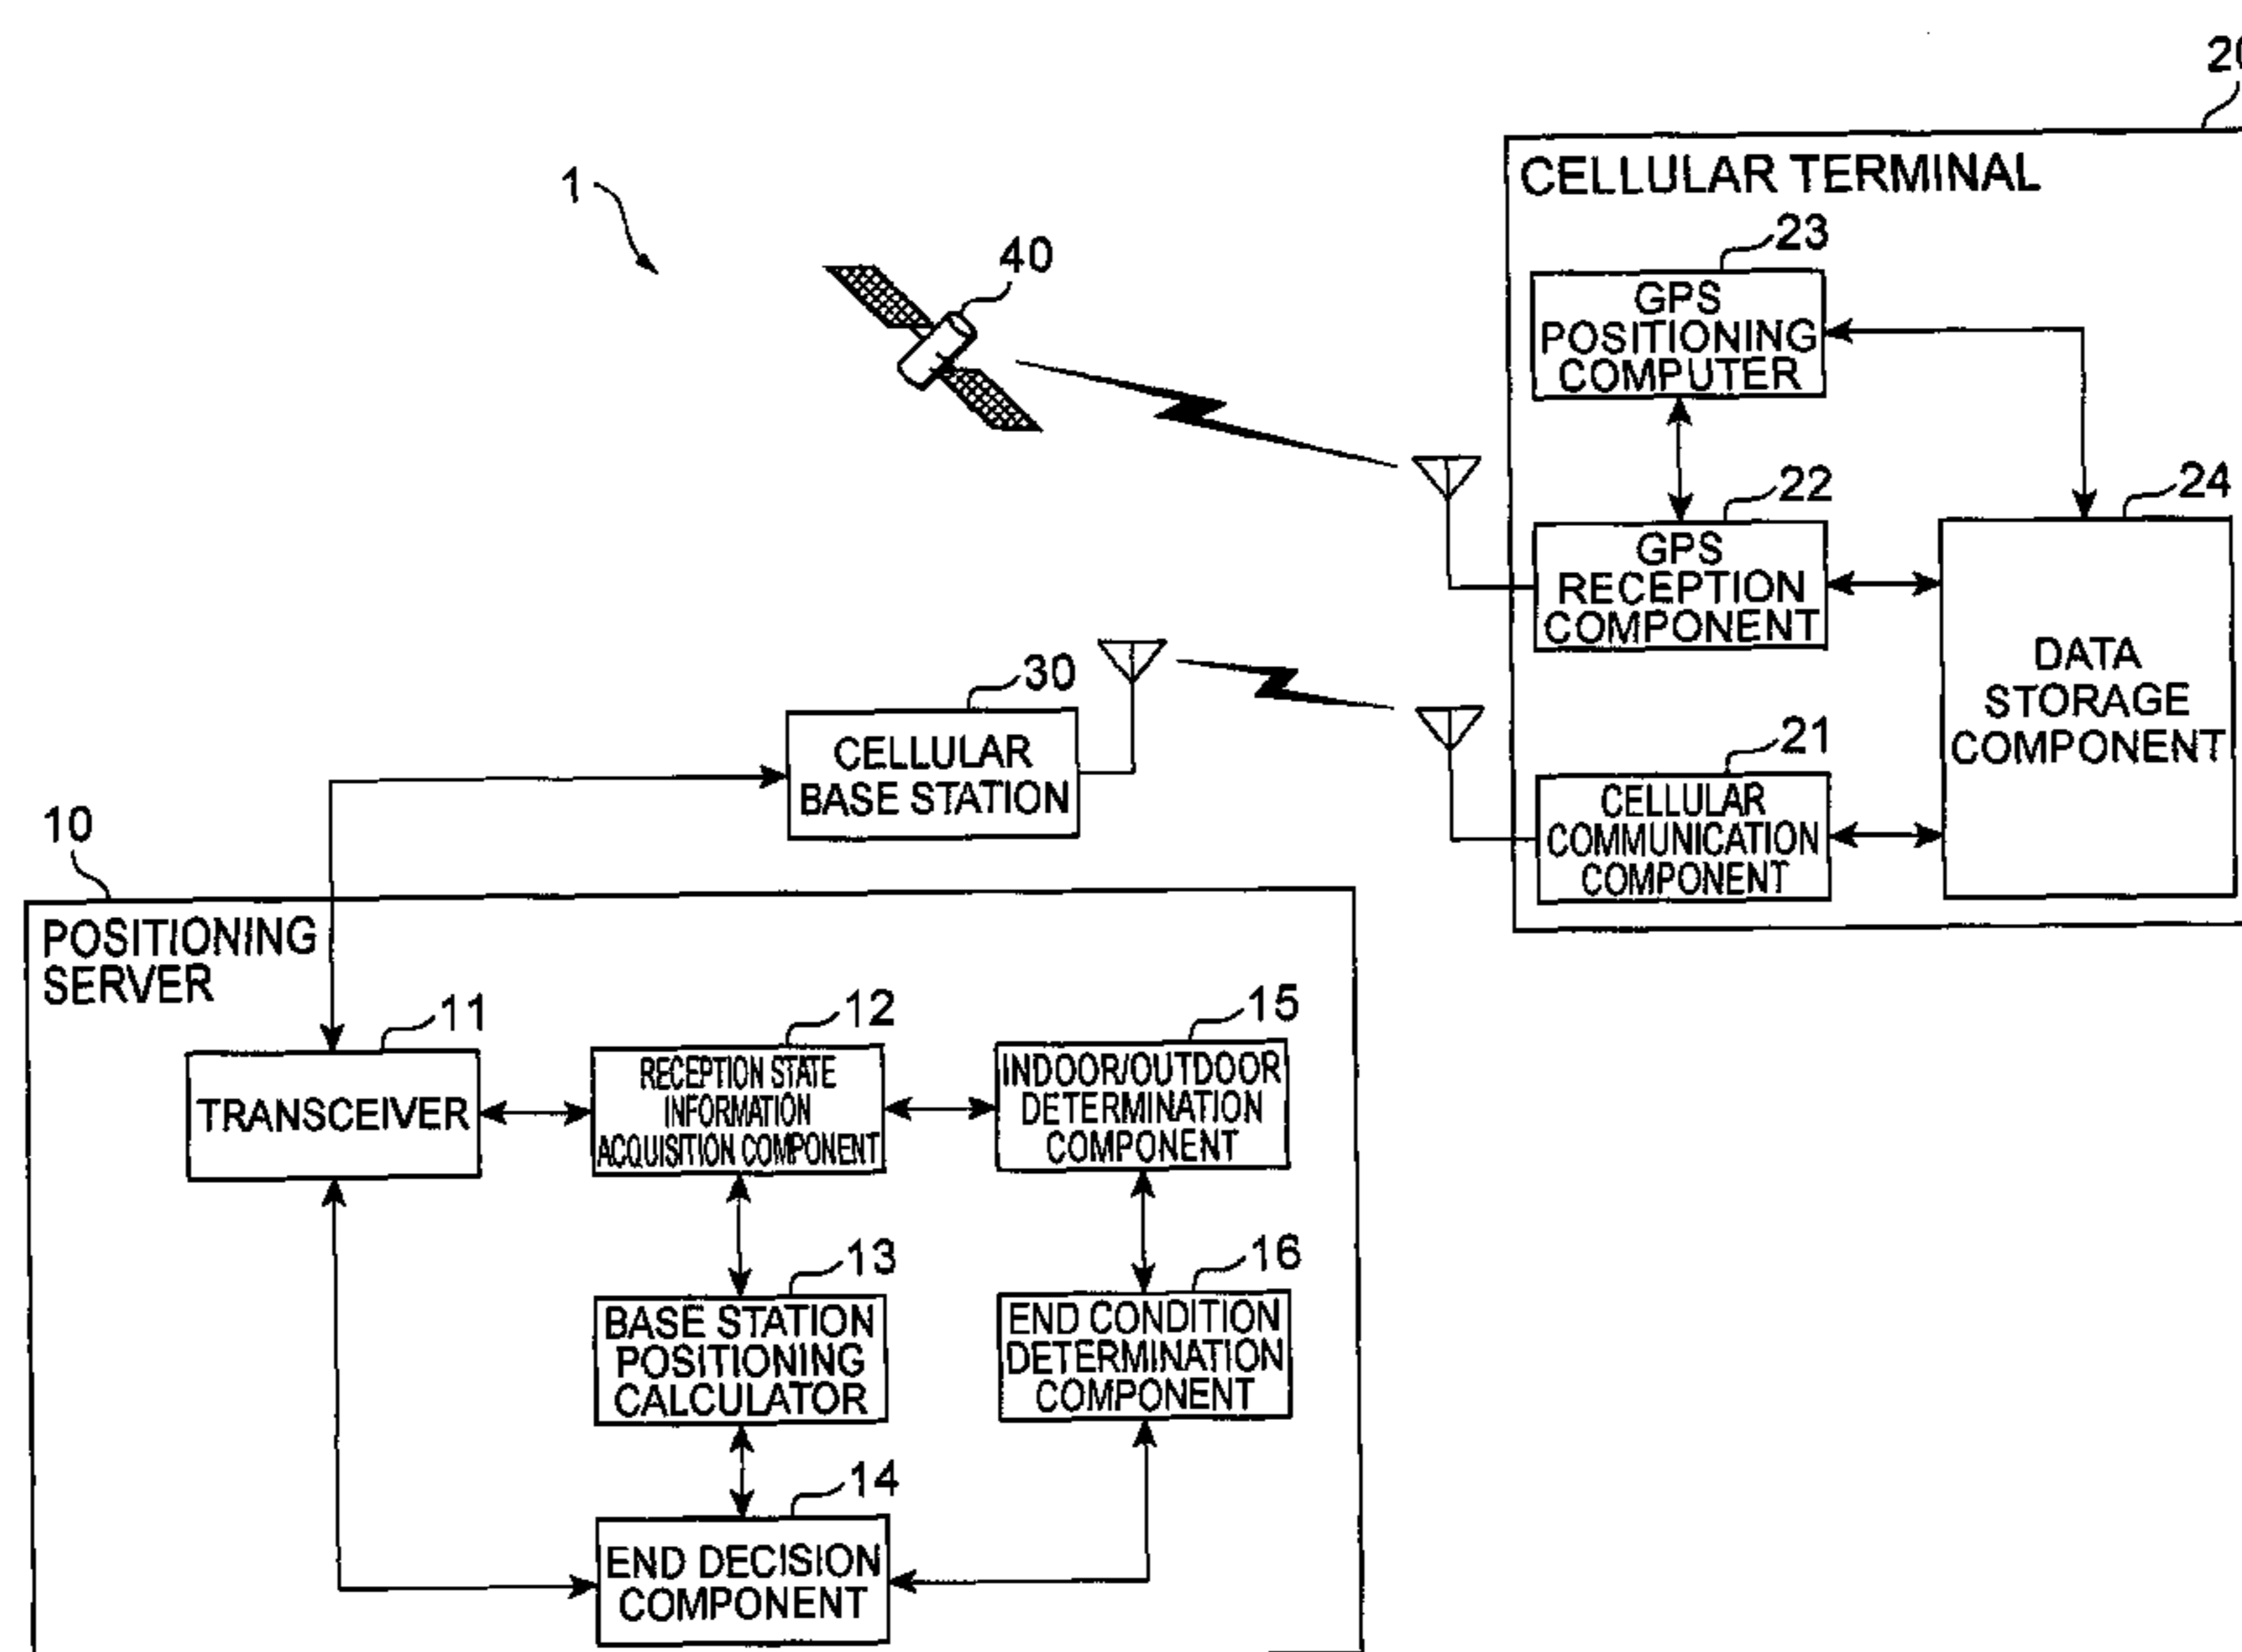 20
CELLULAR TERMINAL
1
40
23
GPS
POSITIONING
COMPUTER
22
GPS
RECEPTION
COMPONENT
24
DATA
STORAGE
COMPONENT
30
CELLULAR
BASE STATION
21
CELLULAR
COMMUNICATION
COMPONENT
10
POSITIONING
SERVER
11
TRANSCEIVER
12
RECEPTION STATE
INFORMATION
ACQUISITION COMPONENT
15
INDOOR/OUTDOOR
DETERMINATION
COMPONENT
13
BASE STATION
POSITIONING
CALCULATOR
16
END CONDITION
DETERMINATION
COMPONENT
14
END DECISION
COMPONENT